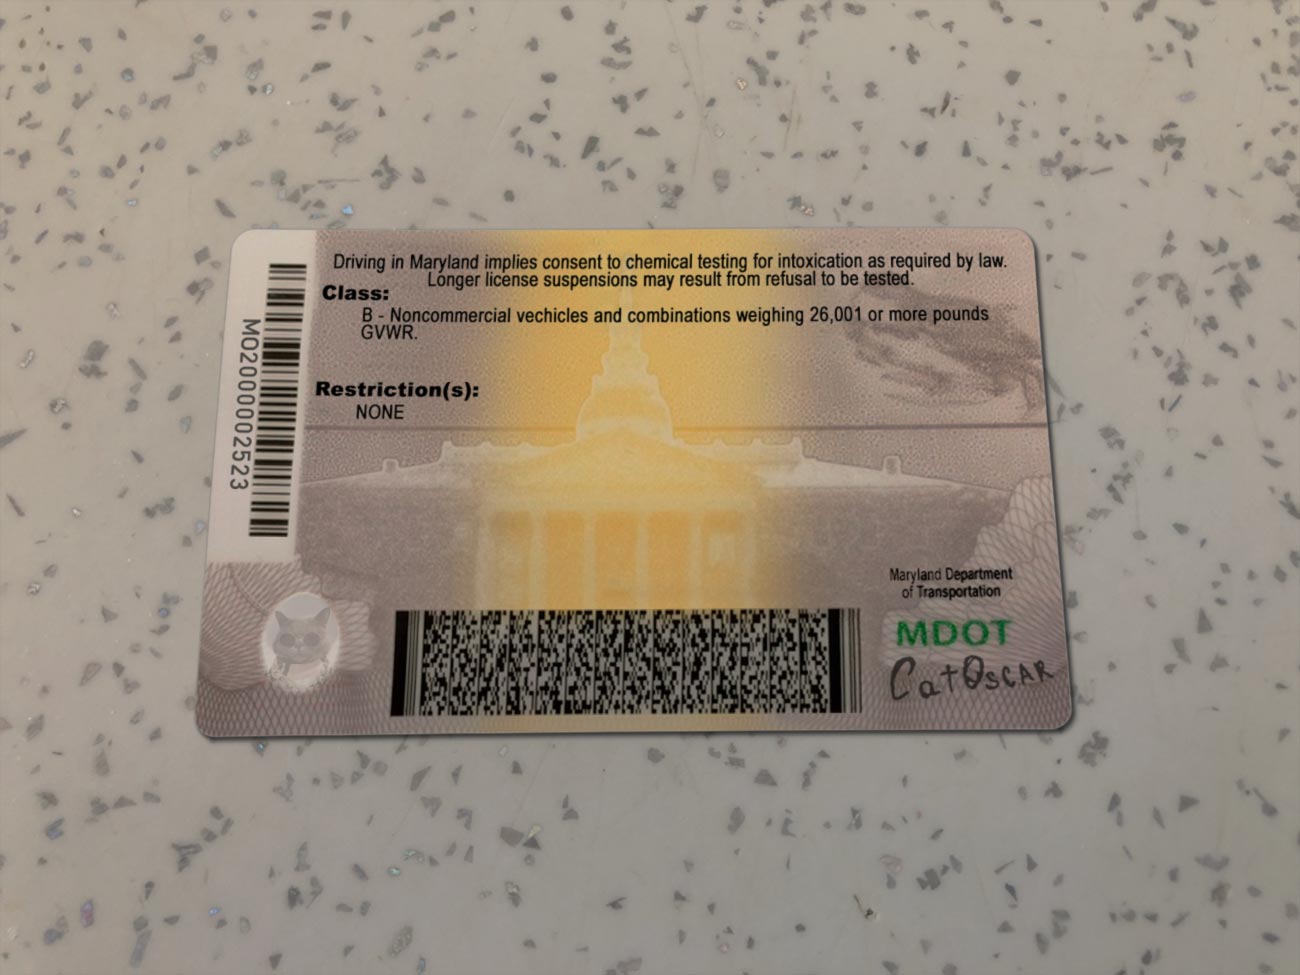 Driving in Maryland implies consent to chemical testing for intoxication as required by law.
Longer license suspensions may result from refusal to be tested.
Class:
B - Noncommercial vechicles and combinations weighing 26,001 or more pounds
GVWR.
Restriction(s):
NONE
MO2000002523
Maryland Department
of Transportation
MDOT
CatOscar